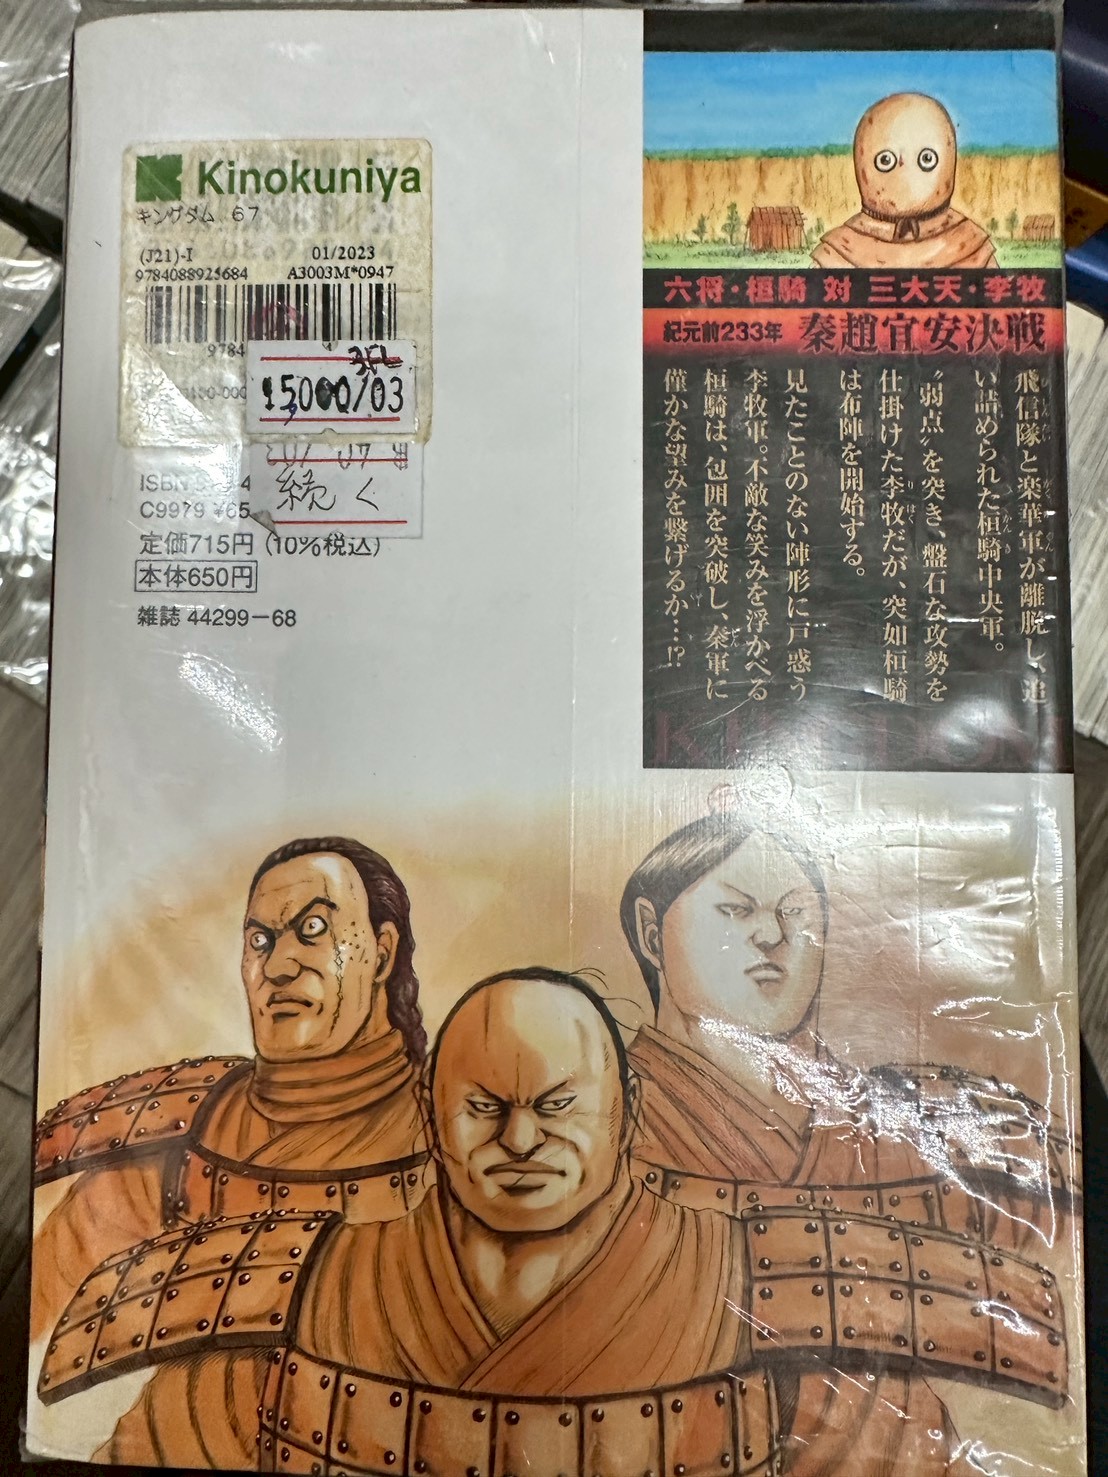 Kinokuniya
キングダム 67
(J21)-I 01/2023
9784088925684 A3003M*0947
9784
3FL
15000/03
続く
ISBN
C9979 ¥65
定価715円(10%税込)
本体650円
雑誌 44299-68
六将・桓騎 対 三大天・李牧
紀元前233年 秦趙宜安決戦
飛信隊と楽華軍が離脱し、追
い詰められた桓騎中央軍。
“弱点”を突き、盤石な攻勢を
仕掛けた李牧だが、突如桓騎
は布陣を開始する。
見たことのない陣形に戸惑う
李牧軍。不敵な笑みを浮かべる
桓騎は、包囲を突破し、秦軍に
僅かな望みを繋げるか…!?